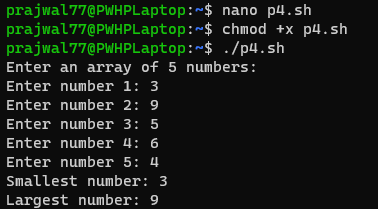 prajwal77@PWHPLaptop:~$ nano p4.sh
prajwal77@PWHPLaptop:~$ chmod +x p4.sh
prajwal77@PWHPLaptop:~$ ./p4.sh
Enter an array of 5 numbers:
Enter number 1: 3
Enter number 2: 9
Enter number 3: 5
Enter number 4: 6
Enter number 5: 4
Smallest number: 3
Largest number: 9